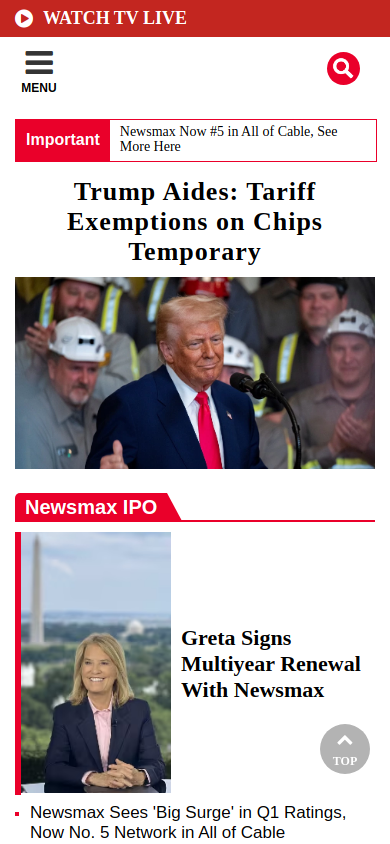 WATCH TV LIVE
MENU
Important
Newsmax Now #5 in All of Cable, See
More Here
Trump Aides: Tariff
Exemptions on Chips
Temporary
Newsmax IPO
Greta Signs
Multiyear Renewal
With Newsmax
TOP
Newsmax Sees 'Big Surge' in Q1 Ratings,
Now No. 5 Network in All of Cable